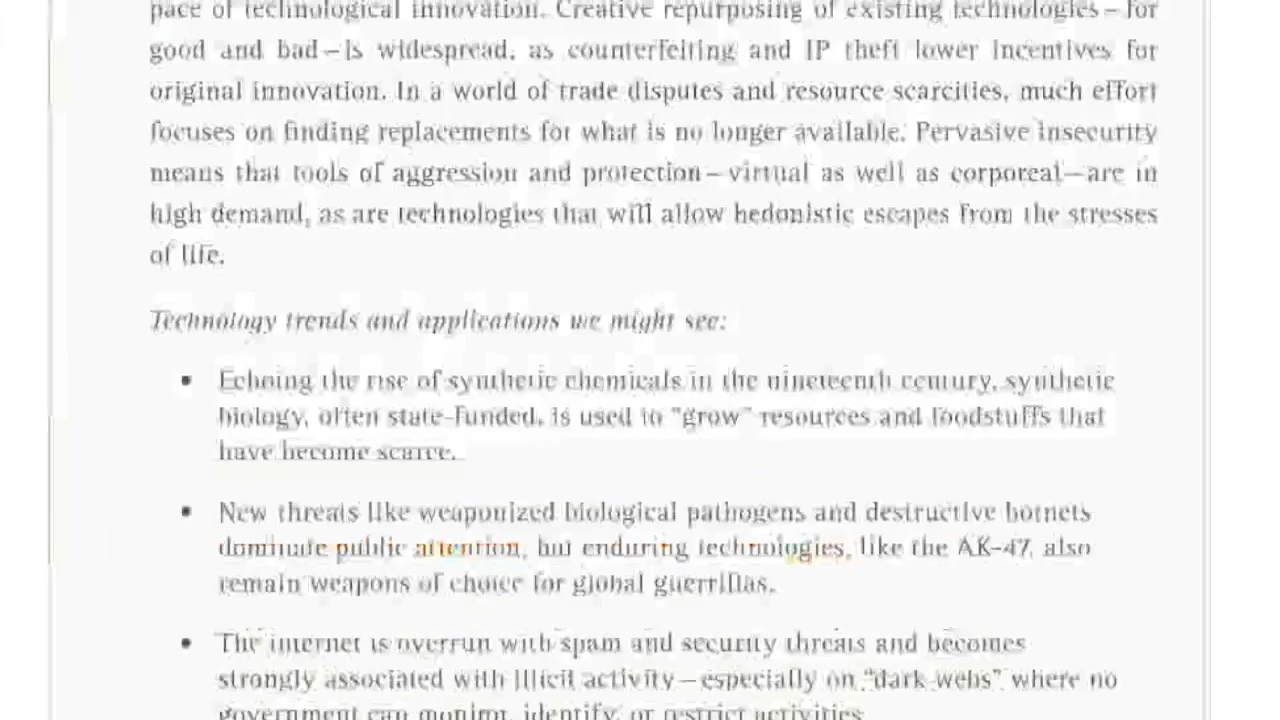 pace of technological innovation. Creative repurposing of existing technologies—for
good and bad—is widespread, as counterfeiting and IP theft lower incentives for
original innovation. In a world of trade disputes and resource scarcities, much effort
focuses on finding replacements for what is no longer available. Pervasive insecurity
means that tools of aggression and protection—virtual as well as corporeal—are in
high demand, as are technologies that will allow hedonistic escapes from the stresses
of life.
Technology trends and applications we might see:
• Echoing the rise of synthetic chemicals in the nineteenth century, synthetic
biology, often state-funded, is used to “grow” resources and foodstuffs that
have become scarce.
• New threats like weaponized biological pathogens and destructive botnets
dominate public attention, but enduring technologies, like the AK-47, also
remain weapons of choice for global guerrillas.
• The internet is overrun with spam and security threats and becomes
strongly associated with illicit activity—especially on “dark webs” where no
government can monitor, identify, or restrict activities